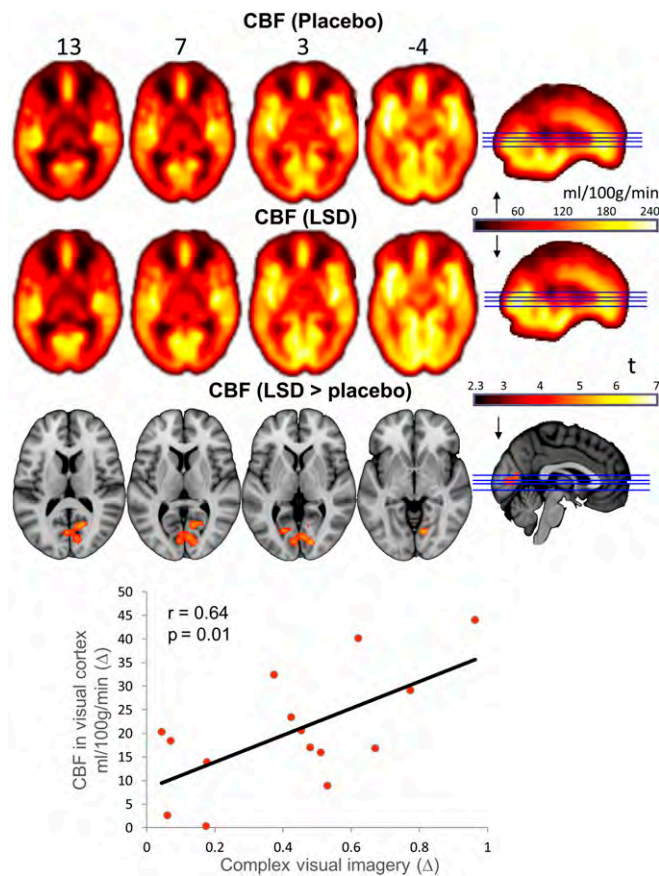 CBF (Placebo)
13 7 3 -4
ml/100g/min
0 60 120 180 240
CBF (LSD)
t
2.3 3 4 5 6 7
CBF (LSD > placebo)
r = 0.64
p = 0.01
CBF in visual cortex
ml/100g/min (Δ)
50
45
40
35
30
25
20
15
10
5
0
0 0.2 0.4 0.6 0.8 1
Complex visual imagery (Δ)